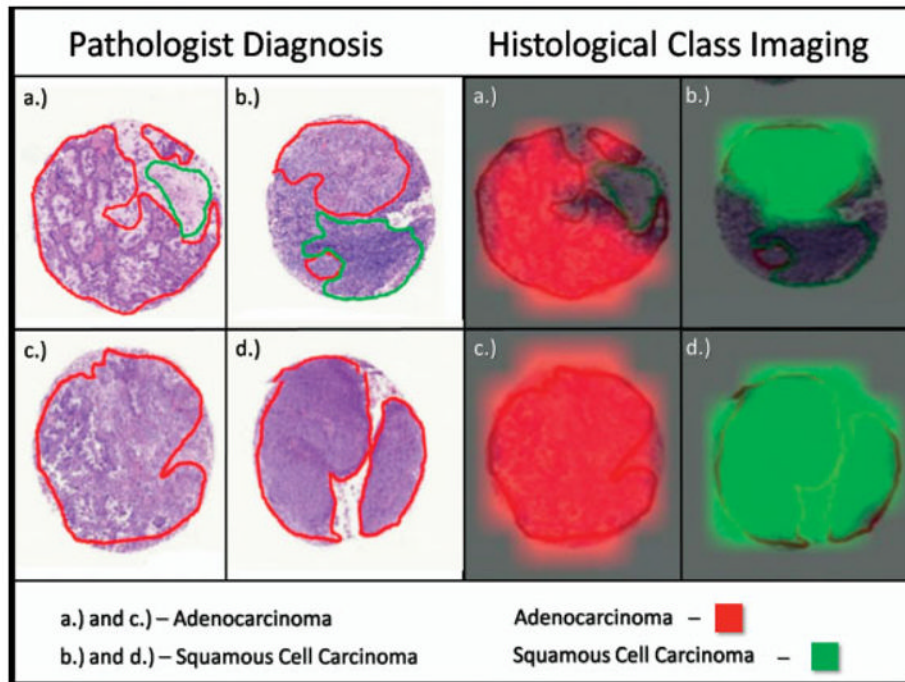 Pathologist Diagnosis
Histological Class Imaging
a.)
b.)
a.)
b.)
c.)
d.)
c.)
d.)
a.) and c.) – Adenocarcinoma
Adenocarcinoma –
b.) and d.) – Squamous Cell Carcinoma
Squamous Cell Carcinoma –